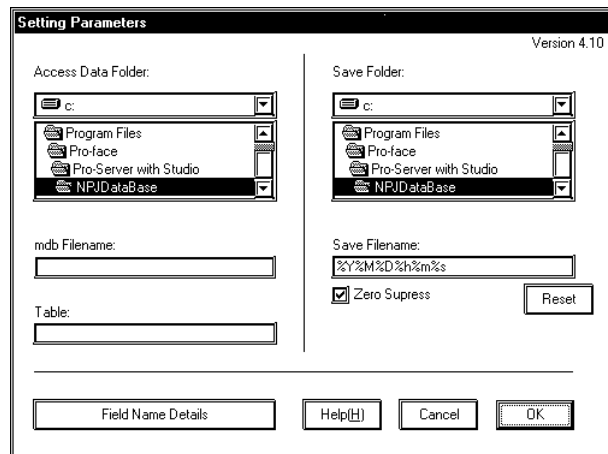 Setting Parameters
Version 4.10
Access Data Folder:
c:
Program Files
Pro-face
Pro-Server with Studio
NPJDataBase
mdb Filename:
Table:
Save Folder:
c:
Program Files
Pro-face
Pro-Server with Studio
NPJDataBase
Save Filename:
%Y%M%D%h%m%s
Zero Supress
Reset
Field Name Details
Help(H)
Cancel
OK